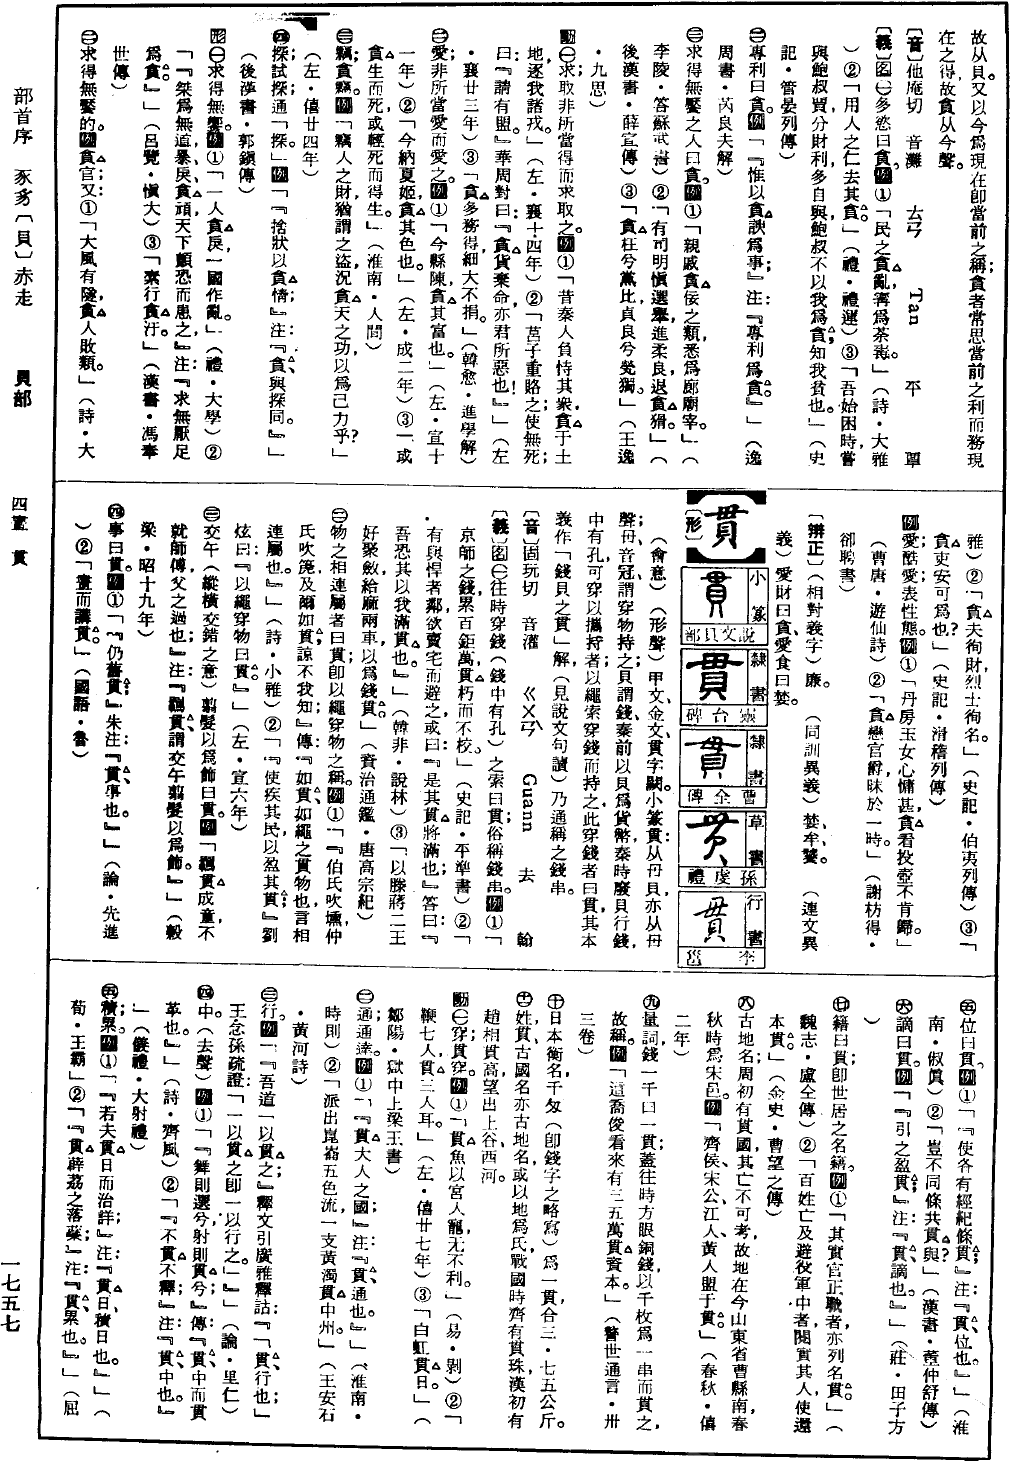 故从貝。又以今爲現在卽當前之稱；貪者常思當前之利而務現
在之得，故貪从今聲。
〔音〕他庵切 音灘 ㄊㄢ Tan 平 覃
〔義〕名㊀多慾曰貪。例①「民之貪亂，寗爲荼毒。」（詩・大雅
）②「用人之仁去其貪。」（禮・禮運）③「吾始困時，嘗
與鮑叔賈，分財利多自與，鮑叔不以我爲貪，知我貧也。」（史
記・管晏列傳）
㊁專利曰貪。例「『惟以貪諛爲事』；注：『專利爲貪。』」（逸
周書・芮良夫解）
㊂求得無饜之人曰貪。例①「親戚貪佞之類，悉爲廊廟宰。」（
李陵・答蘇武書）②「有司明愼選舉，進柔良，退貪猾。」（
後漢書・薛宣傳）③「貪枉兮黨比，貞良兮煢獨。」（王逸
・九思）
動㊀求取非所當得而求取之。例①「昔秦人負恃其衆，貪于土
地，逐我諸戎。」（左・襄十四年）②「莒子重賂之，使無死；
曰：『請有盟。』華周對曰：『貪貨棄命，亦君所惡也！』」（左
・襄廿三年）③「貪多務得，細大不捐。」（韓愈・進學解）
㊁愛非所當愛而愛之。例①「今縣陳，貪其富也。」（左・宣十
一年）②「今納夏姬，貪其色也。」（左・成二年）③「或
貪生而死，或輕死而得生。」（淮南・人間）
㊂竊貪竊。例「竊人之財，猶謂之盜，況貪天之功以爲己力乎？」
（左・僖廿四年）
㊃探試探通「探」。例「『捨狀以貪情』；注：『貪與探同。』」
（後漢書・郭鎭傳）
形㊀求得無饜。例①「一人貪戾，一國作亂。」（禮・大學）②
「『桀爲無道，暴戾貪頑，天下顫恐而患之』；注：『求無厭足
爲貪。』」（呂覽・愼大）③「素行貪汙。」（漢書・馮奉
世傳）
㊁求得無饜的。例貪官；又①「大風有隧，貪人敗類。」（詩・大
雅）②「貪夫徇財，烈士徇名。」（史記・伯夷列傳）③「
貪吏安可爲也？」（史記・滑稽列傳）
例愛酷愛；表性態。例①「丹房玉女心慵甚，貪看投壺不肯歸。」
（曹唐・遊仙詩）②「貪戀官爵，昧於一時。」（謝枋得・
卻聘書）
〔辨正〕（相對義字）廉。 （同訓異義）婪、牟、饕。 （連文異
義）愛財曰貪，愛食曰婪。
【貫】
〔形〕
小篆 說文貝部
隸書 衡台碑
隸書 曹全碑
草書 孫虔禮
行書 李邕
（會意）（形聲）甲文、金文貫字闕。小篆貫：从毌貝，亦从毌
聲；毌音冠，謂穿物持之；貝謂錢，秦前以貝爲貨幣，秦時廢貝行錢，
中有孔，可穿以攜持者；以繩索穿錢而持之，此穿錢者曰貫。其本
義作「錢貝之貫」解（見說文句讀），乃通稱之錢串。
〔音〕固玩切 音灌 ㄍㄨㄢ Guann 去 翰
〔義〕名㊀往時穿錢（錢中有孔）之索曰貫，俗稱錢串。例①「
京師之錢累百鉅萬，貫朽而不校。」（史記・平準書）②「
有與悍者鄰，欲賣宅而避之，或曰：『是其貫將滿也。』答曰：『
吾恐其以我滿貫也。』」（韓非・說林）③「以滕蔣二王
好聚斂，給麻兩車，以爲錢貫。」（資治通鑑・唐高宗紀）
㊁物之相連屬者曰貫，卽以繩穿物之稱。例①「『伯氏吹壎，仲
氏吹箎；及爾如貫，諒不我知』；傳：『如貫，如繩之貫物也；言相
連屬也。』」（詩・小雅）②「『使疾其民，以盈其貫』；劉
炫曰：『以繩穿物曰貫。』」（左・宣六年）
㊂交午（縱橫交錯之意）翦髮以爲飾曰貫。例「『羈貫成童，不
就師傅，父之過也』；注：『羈貫謂交午翦髮以爲飾。』」（穀
梁・昭十九年）
㊃事曰貫。例①「『仍舊貫』；朱注：『貫，事也。』」（論・先進
）②「晝而講貫。」（國語・魯）
㊄位曰貫。例①「『使各有經紀條貫』；注：『貫，位也。』」（淮
南・俶眞）②「豈不同條共貫與？」（漢書・董仲舒傳）
㊅謫曰貫。例「『引之盈貫』；注：『貫，謫也。』」（莊・田子方
）
㊆籍曰貫；卽世居之名籍。例①「其實官正職者，亦列名貫。」（
魏志・盧仝傳）②「百姓亡及避役軍中者，閱實其人，使還
本貫。」（金史・曹望之傳）
㊇古地名；周初有貫國，其亡不可考，故地在今山東省曹縣南，春
秋時爲宋邑。例「齊侯、宋公、江人、黃人盟于貫。」（春秋・僖
二年）
㊈量詞；錢一千曰一貫，蓋往時方眼銅錢，以千枚爲一串而貫之，
故稱。例「這喬俊看來有三五萬貫資本。」（警世通言・卅
三卷）
㊉日本衡名，千匁（卽錢字之略寫）爲一貫，合三・七五公斤。
姓。貫，古國名，亦古地名，或以地爲氏；戰國時齊有貫珠，漢初有
趙相貫高，望出上谷、西河。
動㊀穿貫穿。例①「貫魚以宮人寵，无不利。」（易・剝）②「
鞭七人，貫三人耳。」（左・僖廿七年）③「白虹貫日。」（
鄒陽・獄中上梁王書）
㊁通通達。例①「『貫大人之國』；注：『貫，通也。』」（淮南・
時則）②「派出崑崙五色流，一支黃濁貫中州。」（王安石
・黃河詩）
㊂行。例「『吾道一以貫之』；釋文引廣雅釋詁：『貫，行也』；
王念孫疏證：『一以貫之，卽一以行之。』」（論・里仁）
㊃中（去聲）。例①「『舞則選兮，射則貫兮』；傳：『貫，中而貫
革也。』」（詩・齊風）②「『不貫不釋』；注：『貫，中也。』
」（儀禮・大射禮）
㊄積累。例①「『若夫貫日而治詳』；注：『貫日，積日也。』」（
荀・王霸）②「『貫薜荔之落蘂』；注：『貫，累也。』」（屈
部首序 豕豸〔貝〕赤走 貝部 四畫 貫 一七五七